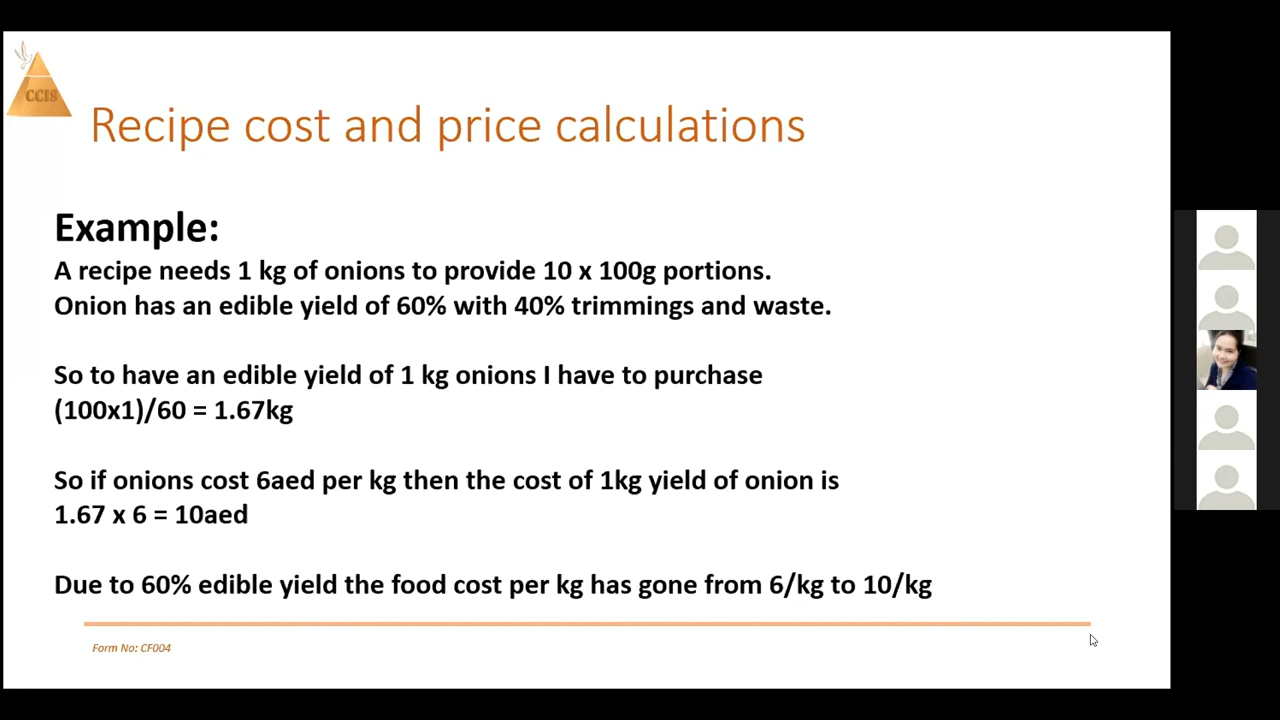 CCIS
Recipe cost and price calculations
Example:
A recipe needs 1 kg of onions to provide 10 x 100g portions.
Onion has an edible yield of 60% with 40% trimmings and waste.
So to have an edible yield of 1 kg onions I have to purchase
(100x1)/60 = 1.67kg
So if onions cost 6aed per kg then the cost of 1kg yield of onion is
1.67 x 6 = 10aed
Due to 60% edible yield the food cost per kg has gone from 6/kg to 10/kg
Form No: CF004